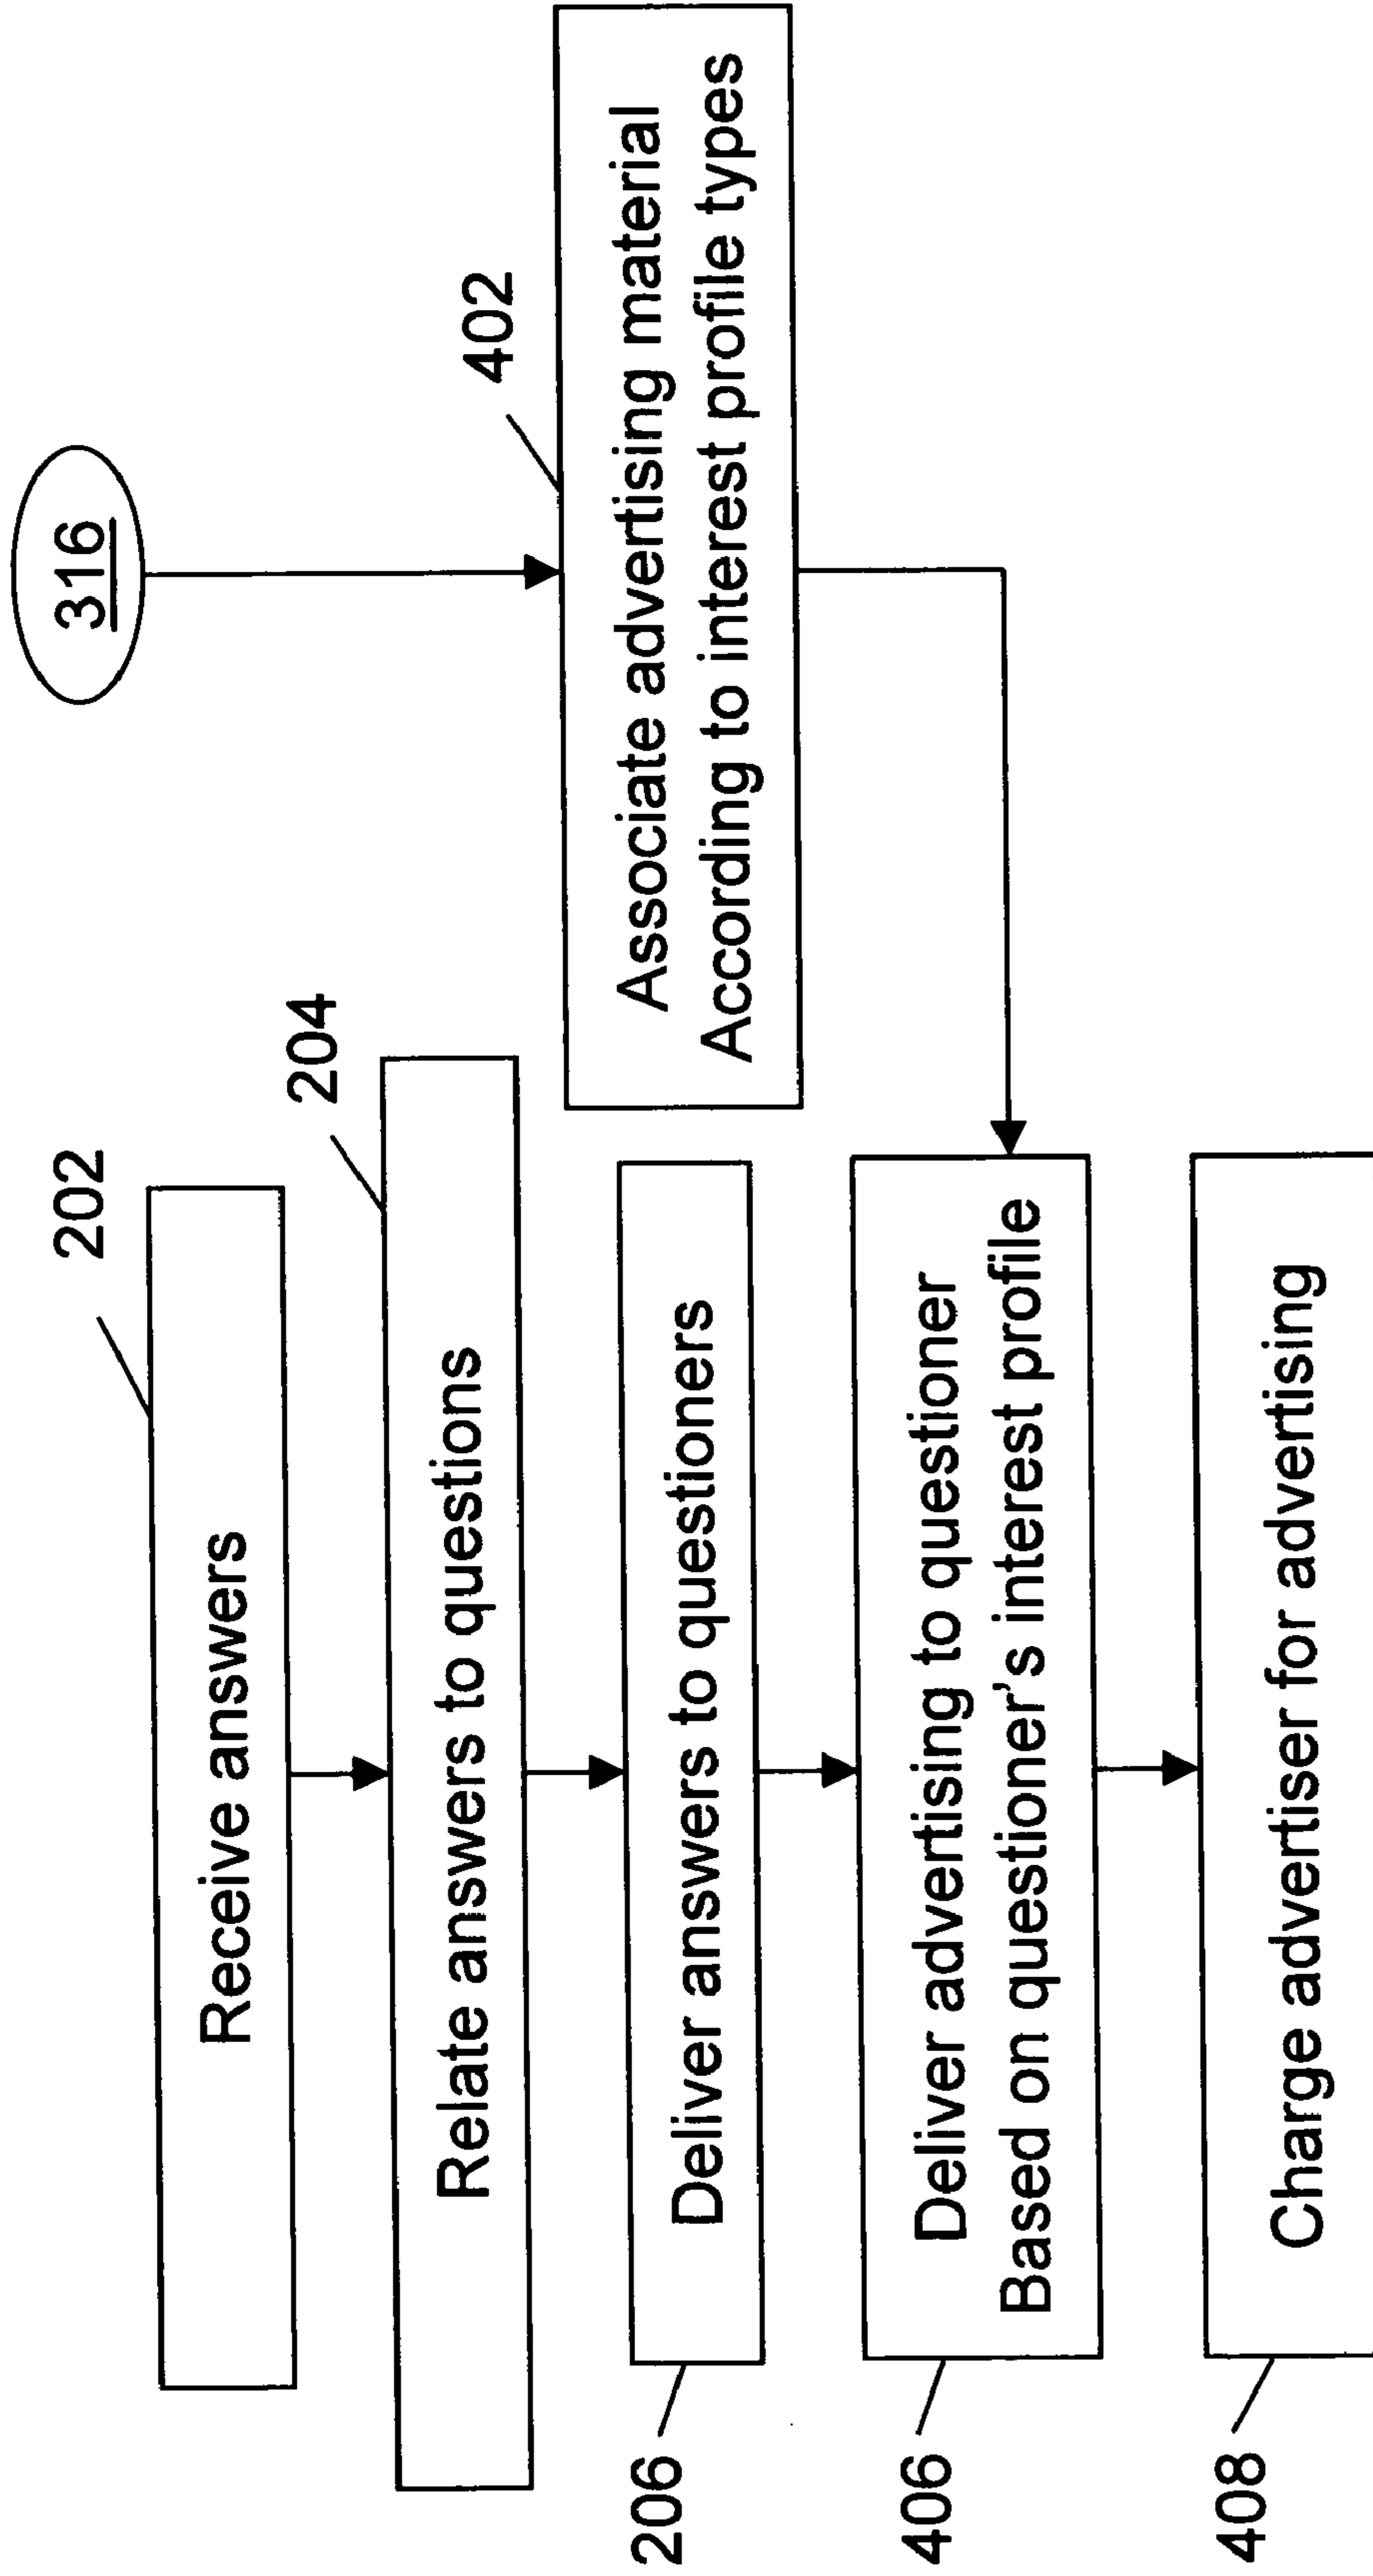 316
202
Receive answers
204
Relate answers to questions
402
Associate advertising material
According to interest profile types
206
Deliver answers to questioners
406
Deliver advertising to questioner
Based on questioner's interest profile
408
Charge advertiser for advertising